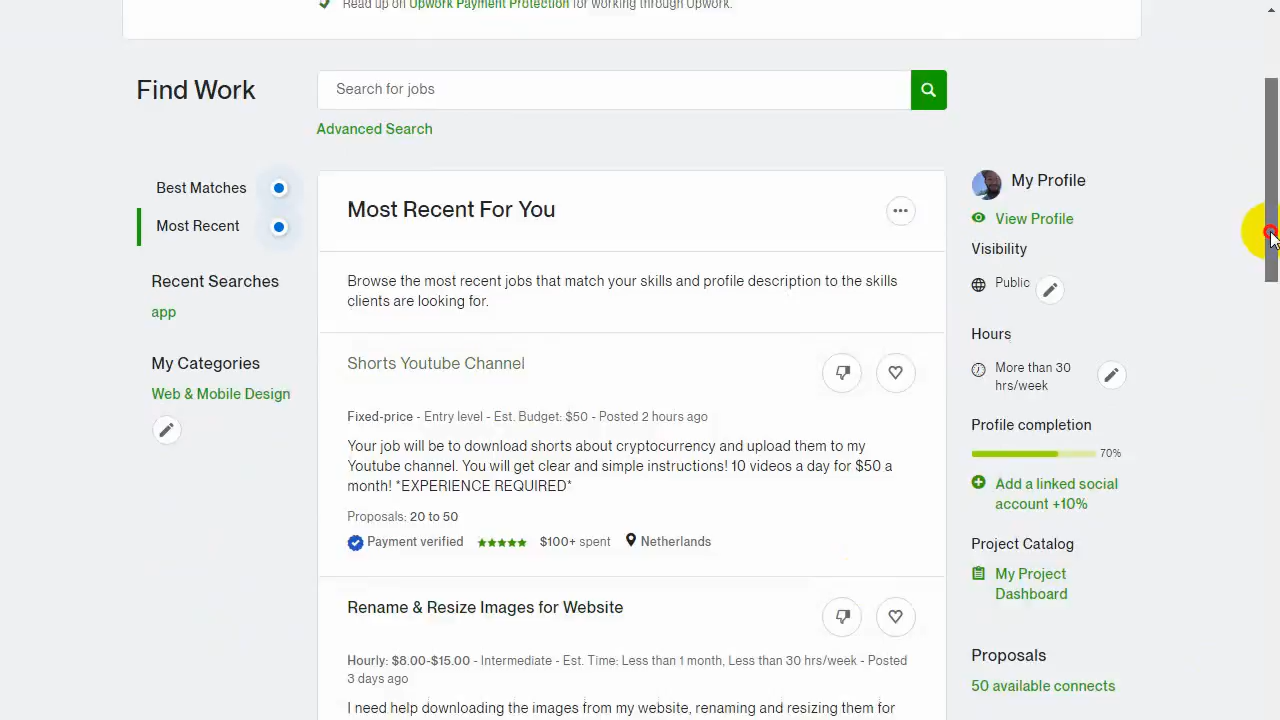 Read up on Upwork Payment Protection for working through Upwork.
Find Work
Search for jobs
Advanced Search
Best Matches
Most Recent
Recent Searches
app
My Categories
Web & Mobile Design
Most Recent For You
Browse the most recent jobs that match your skills and profile description to the skills
clients are looking for.
Shorts Youtube Channel
Fixed-price - Entry level - Est. Budget: $50 - Posted 2 hours ago
Your job will be to download shorts about cryptocurrency and upload them to my
Youtube channel. You will get clear and simple instructions! 10 videos a day for $50 a
month! *EXPERIENCE REQUIRED*
Proposals: 20 to 50
Payment verified $100+ spent Netherlands
Rename & Resize Images for Website
Hourly: $8.00-$15.00 - Intermediate - Est. Time: Less than 1 month, Less than 30 hrs/week - Posted
3 days ago
I need help downloading the images from my website, renaming and resizing them for
My Profile
View Profile
Visibility
Public
Hours
More than 30
hrs/week
Profile completion
70%
Add a linked social
account +10%
Project Catalog
My Project
Dashboard
Proposals
50 available connects